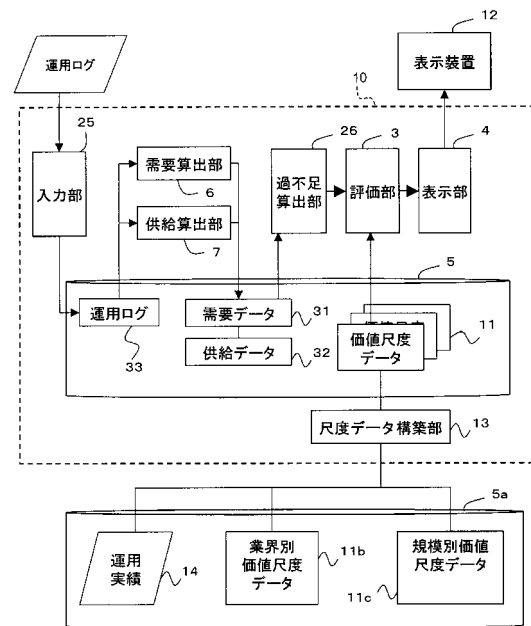 運用ログ
12
表示装置
10
25
入力部
需要算出部
6
供給算出部
7
26
過不足
算出部
3
評価部
4
表示部
5
運用ログ
33
需要データ
31
供給データ
32
価値尺度
価値尺度
データ
11
尺度データ構築部
13
5a
運用
実績
14
業界別
価値尺度
データ
11b
規模別価値
尺度データ
11c